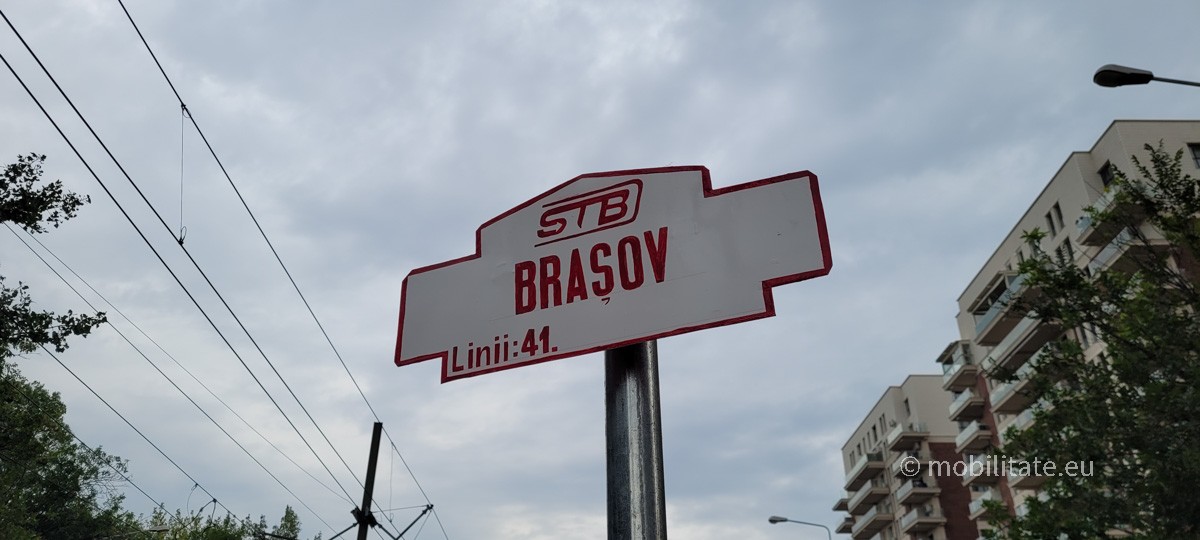 STB
BRAȘOV
Linii: 41.
© mobilitate.eu